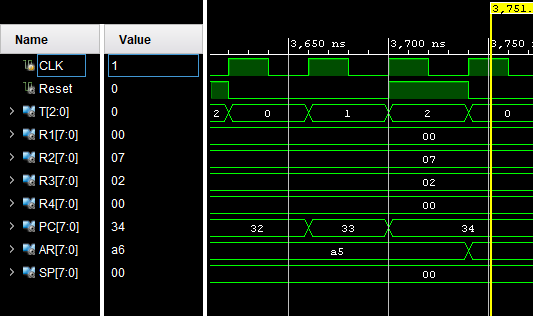 3,751.
Name Value
3,650 ns 3,700 ns 3,750 ns
CLK 1
Reset 0
T[2:0] 0 2 0 1 2 0
R1[7:0] 00 00
R2[7:0] 07 07
R3[7:0] 02 02
R4[7:0] 00 00
PC[7:0] 34 32 33 34
AR[7:0] a6 a5
SP[7:0] 00 00